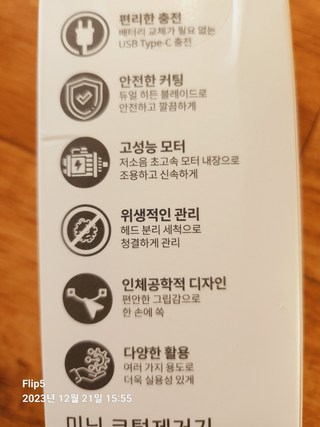 편리한 충전
배터리 교체가 필요 없는
USB Type-C 충전
안전한 커팅
듀얼 히든 블레이드로
안전하고 깔끔하게
고성능 모터
저소음 초고속 모터 내장으로
조용하고 신속하게
위생적인 관리
헤드 분리 세척으로
청결하게 관리
인체공학적 디자인
편안한 그립감으로
한 손에 쏙
다양한 활용
여러 가지 용도로
더욱 실용성 있게
Flip5
2023년 12월 21일 15:55
미니 코털제거기